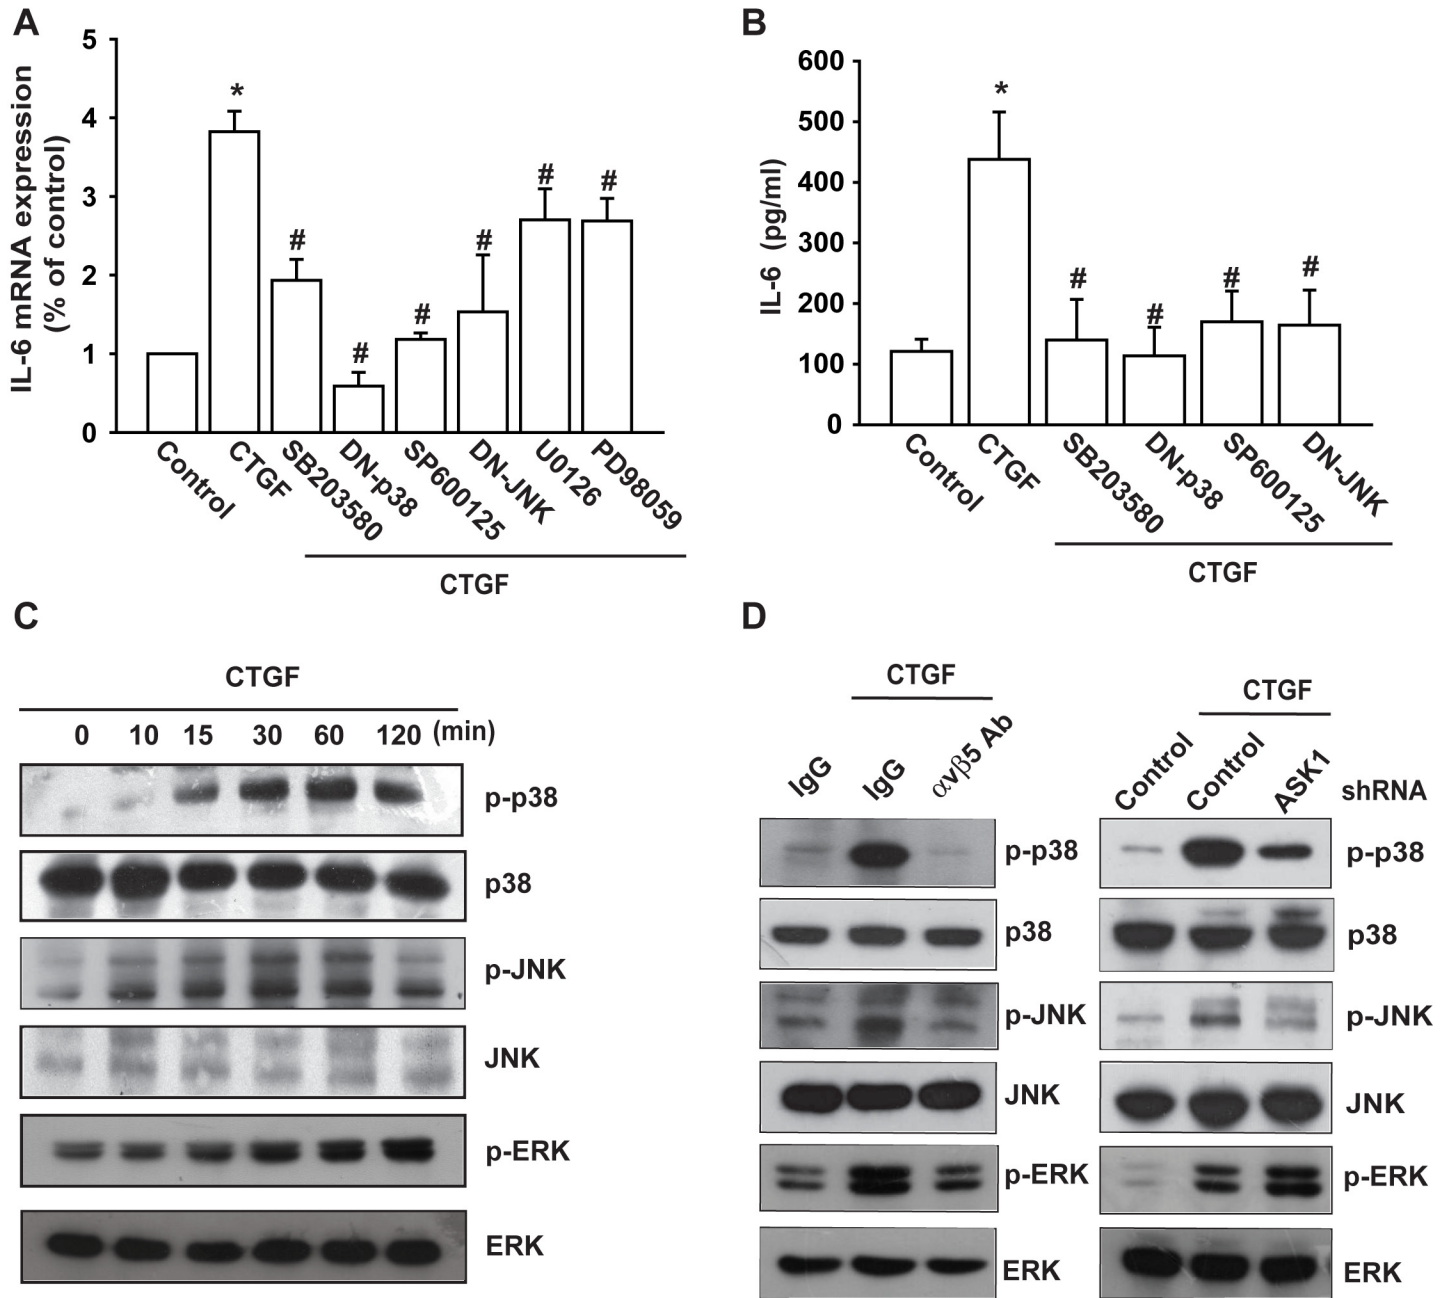 A
IL-6 mRNA expression
(% of control)
5
4
3
2
1
0
*
#
#
#
#
#
#
Control
CTGF
SB203580
DN-p38
SP600125
DN-JNK
U0126
PD98059
CTGF
B
IL-6 (pg/ml)
600
500
400
300
200
100
0
*
#
#
#
#
Control
CTGF
SB203580
DN-p38
SP600125
DN-JNK
CTGF
C
CTGF
0 10 15 30 60 120 (min)
p-p38
p38
p-JNK
JNK
p-ERK
ERK
D
CTGF
IgG IgG αvβ5 Ab
p-p38
p38
p-JNK
JNK
p-ERK
ERK
CTGF
Control Control ASK1 shRNA
p-p38
p38
p-JNK
JNK
p-ERK
ERK